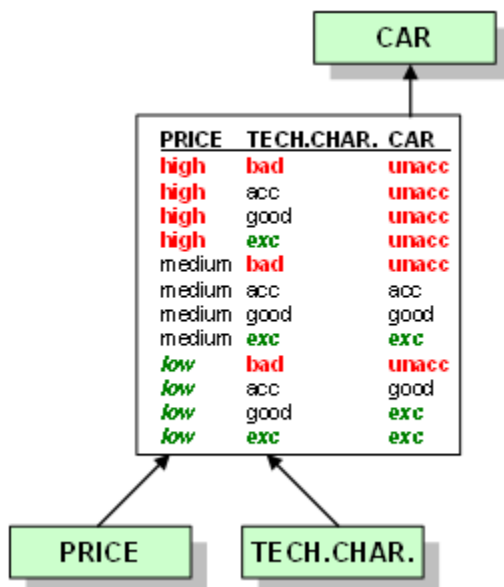 CAR
PRICE TECH.CHAR. CAR
high bad unacc
high acc unacc
high good unacc
high exc unacc
medium bad unacc
medium acc acc
medium good good
medium exc exc
low bad unacc
low acc good
low good exc
low exc exc
PRICE TECH.CHAR.